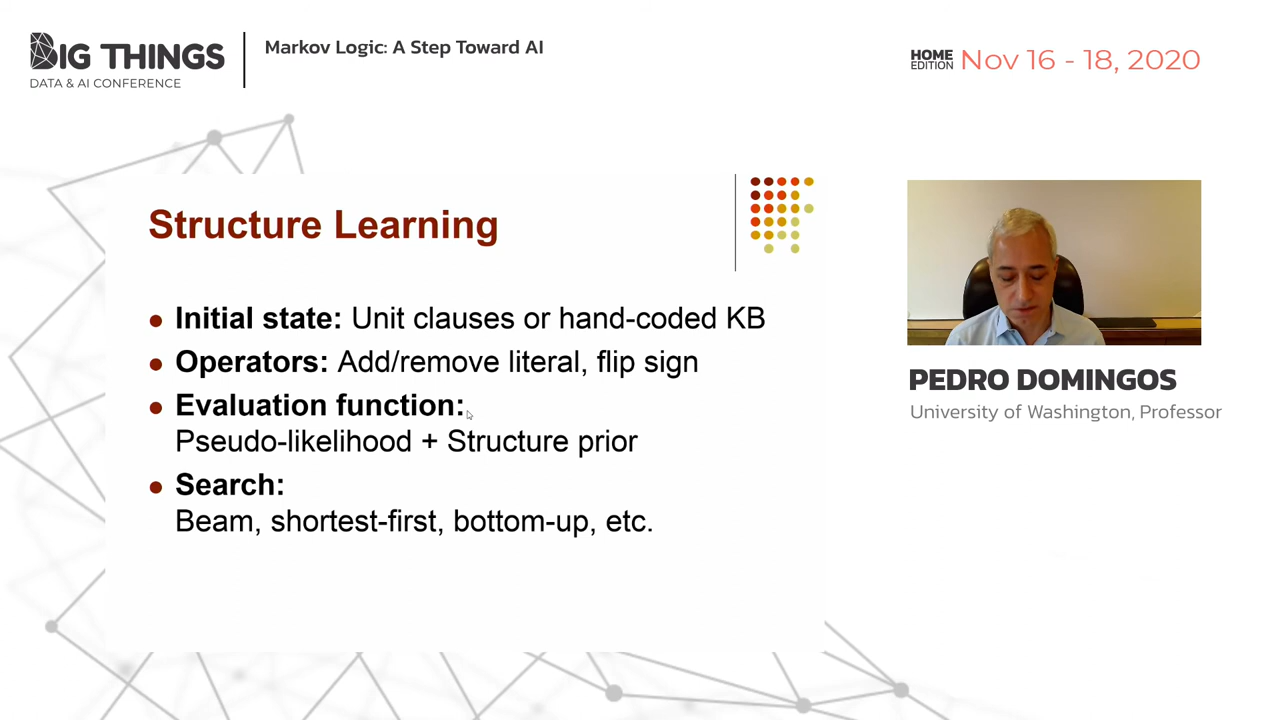 BIG THINGS
DATA & AI CONFERENCE
Markov Logic: A Step Toward AI
HOME
EDITION
Nov 16 - 18, 2020
Structure Learning
Initial state: Unit clauses or hand-coded KB
Operators: Add/remove literal, flip sign
Evaluation function:
Pseudo-likelihood + Structure prior
Search:
Beam, shortest-first, bottom-up, etc.
PEDRO DOMINGOS
University of Washington, Professor